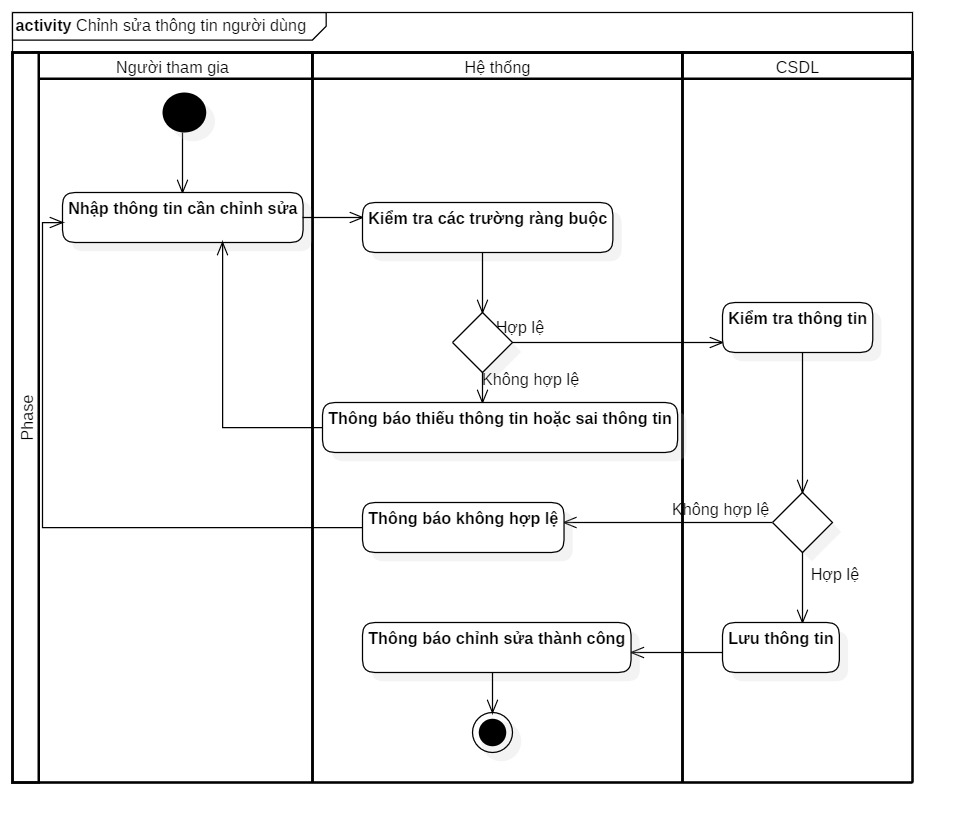 activity Chỉnh sửa thông tin người dùng
Người tham gia
Hệ thống
CSDL
Phase
Nhập thông tin cần chỉnh sửa
Kiểm tra các trường ràng buộc
Hợp lệ
Kiểm tra thông tin
Không hợp lệ
Thông báo thiếu thông tin hoặc sai thông tin
Không hợp lệ
Thông báo không hợp lệ
Hợp lệ
Thông báo chỉnh sửa thành công
Lưu thông tin